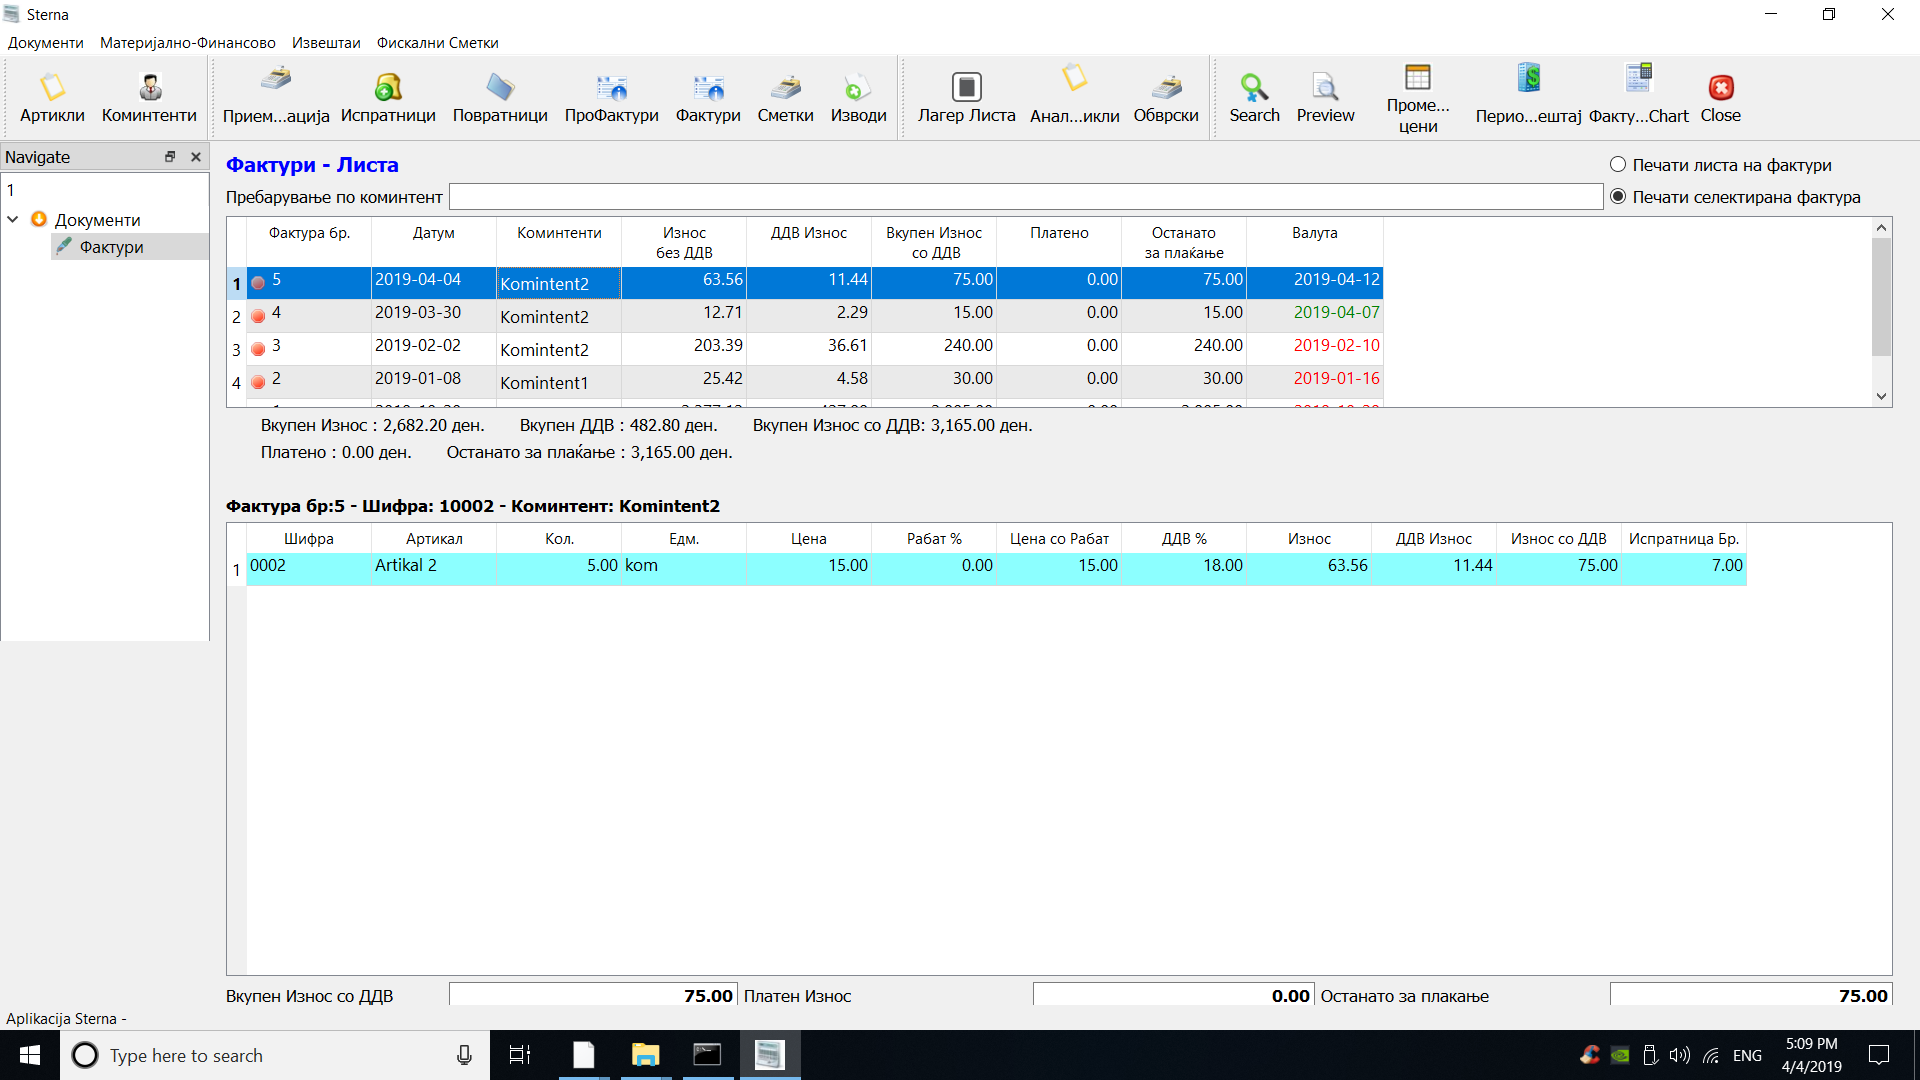 Sterna
Документи Материјално-Финансово Извештаи Фискални Сметки
Артикли Коминтенти Прием...ација Испратници Повратници ПроФактури Фактури Сметки Изводи Лагер Листа Анал...икли Обврски Search Preview Проме... цени Перио...ештај Факту...Chart Close
Navigate
1
Документи
Фактури
Фактури - Листа
Печати листа на фактури
Пребарување по коминтент
Печати селектирана фактура
Фактура бр. Датум Коминтенти Износ без ДДВ ДДВ Износ Вкупен Износ со ДДВ Платено Останато за плаќање Валута
1 5 2019-04-04 Komintent2 63.56 11.44 75.00 0.00 75.00 2019-04-12
2 4 2019-03-30 Komintent2 12.71 2.29 15.00 0.00 15.00 2019-04-07
3 3 2019-02-02 Komintent2 203.39 36.61 240.00 0.00 240.00 2019-02-10
4 2 2019-01-08 Komintent1 25.42 4.58 30.00 0.00 30.00 2019-01-16
Вкупен Износ : 2,682.20 ден. Вкупен ДДВ : 482.80 ден. Вкупен Износ со ДДВ: 3,165.00 ден.
Платено : 0.00 ден. Останато за плаќање : 3,165.00 ден.
Фактура бр:5 - Шифра: 10002 - Коминтент: Komintent2
Шифра Артикал Кол. Едм. Цена Рабат % Цена со Рабат ДДВ % Износ ДДВ Износ Износ со ДДВ Испратница Бр.
1 0002 Artikal 2 5.00 kom 15.00 0.00 15.00 18.00 63.56 11.44 75.00 7.00
Вкупен Износ со ДДВ 75.00 Платен Износ 0.00 Останато за плакање 75.00
Aplikacija Sterna -
Type here to search
ENG
5:09 PM
4/4/2019